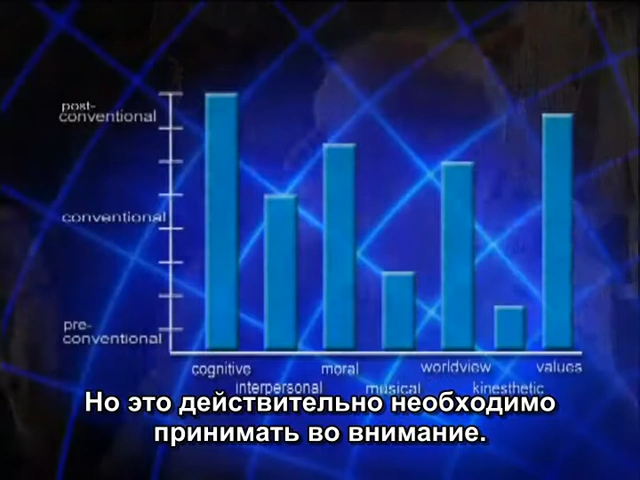 post-
conventional
conventional
pre-
conventional
cognitive
interpersonal
moral
musical
worldview
kinesthetic
values
Но это действительно необходимо
принимать во внимание.